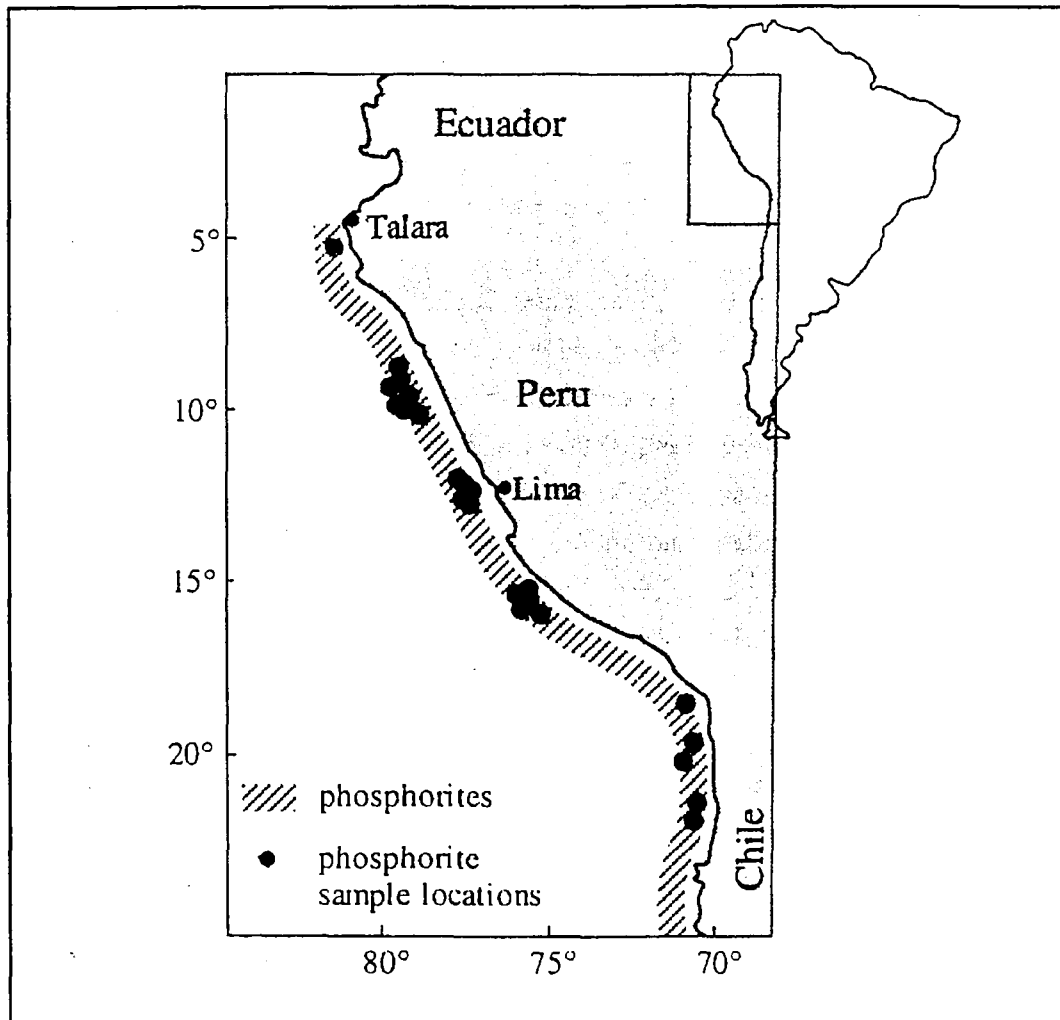 Ecuador
Talara
5°
10°
Peru
Lima
15°
20°
phosphorites
phosphorite
sample locations
Chile
80°
75°
70°